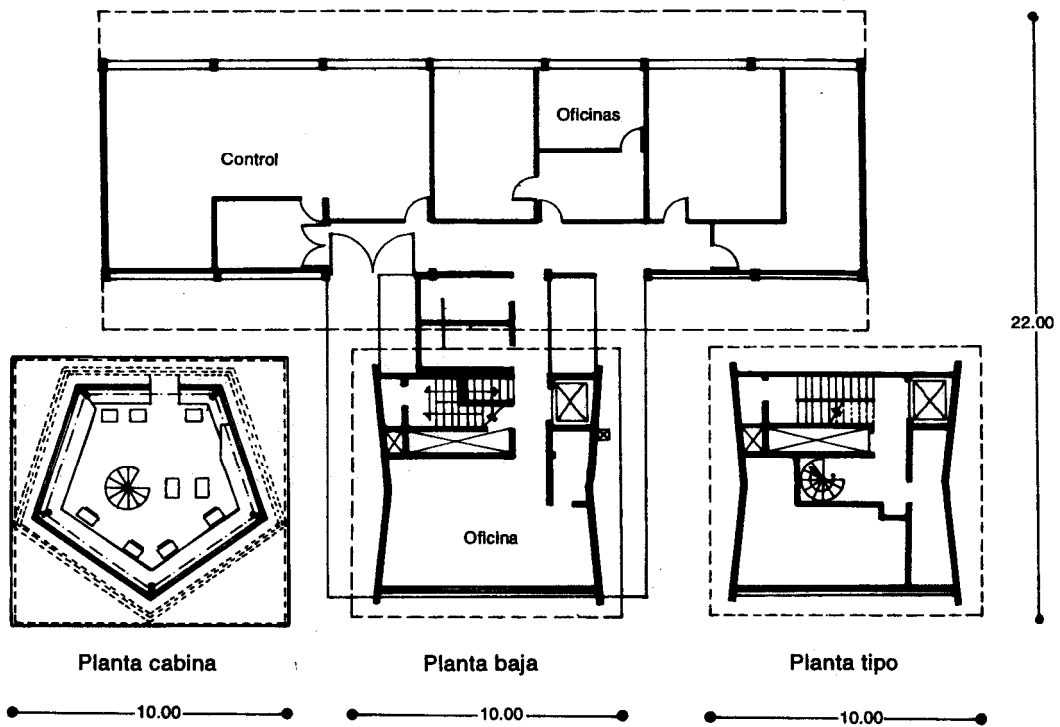 Oficinas
Control
22.00
Oficina
Planta cabina
Planta baja
Planta tipo
10.00
10.00
10.00